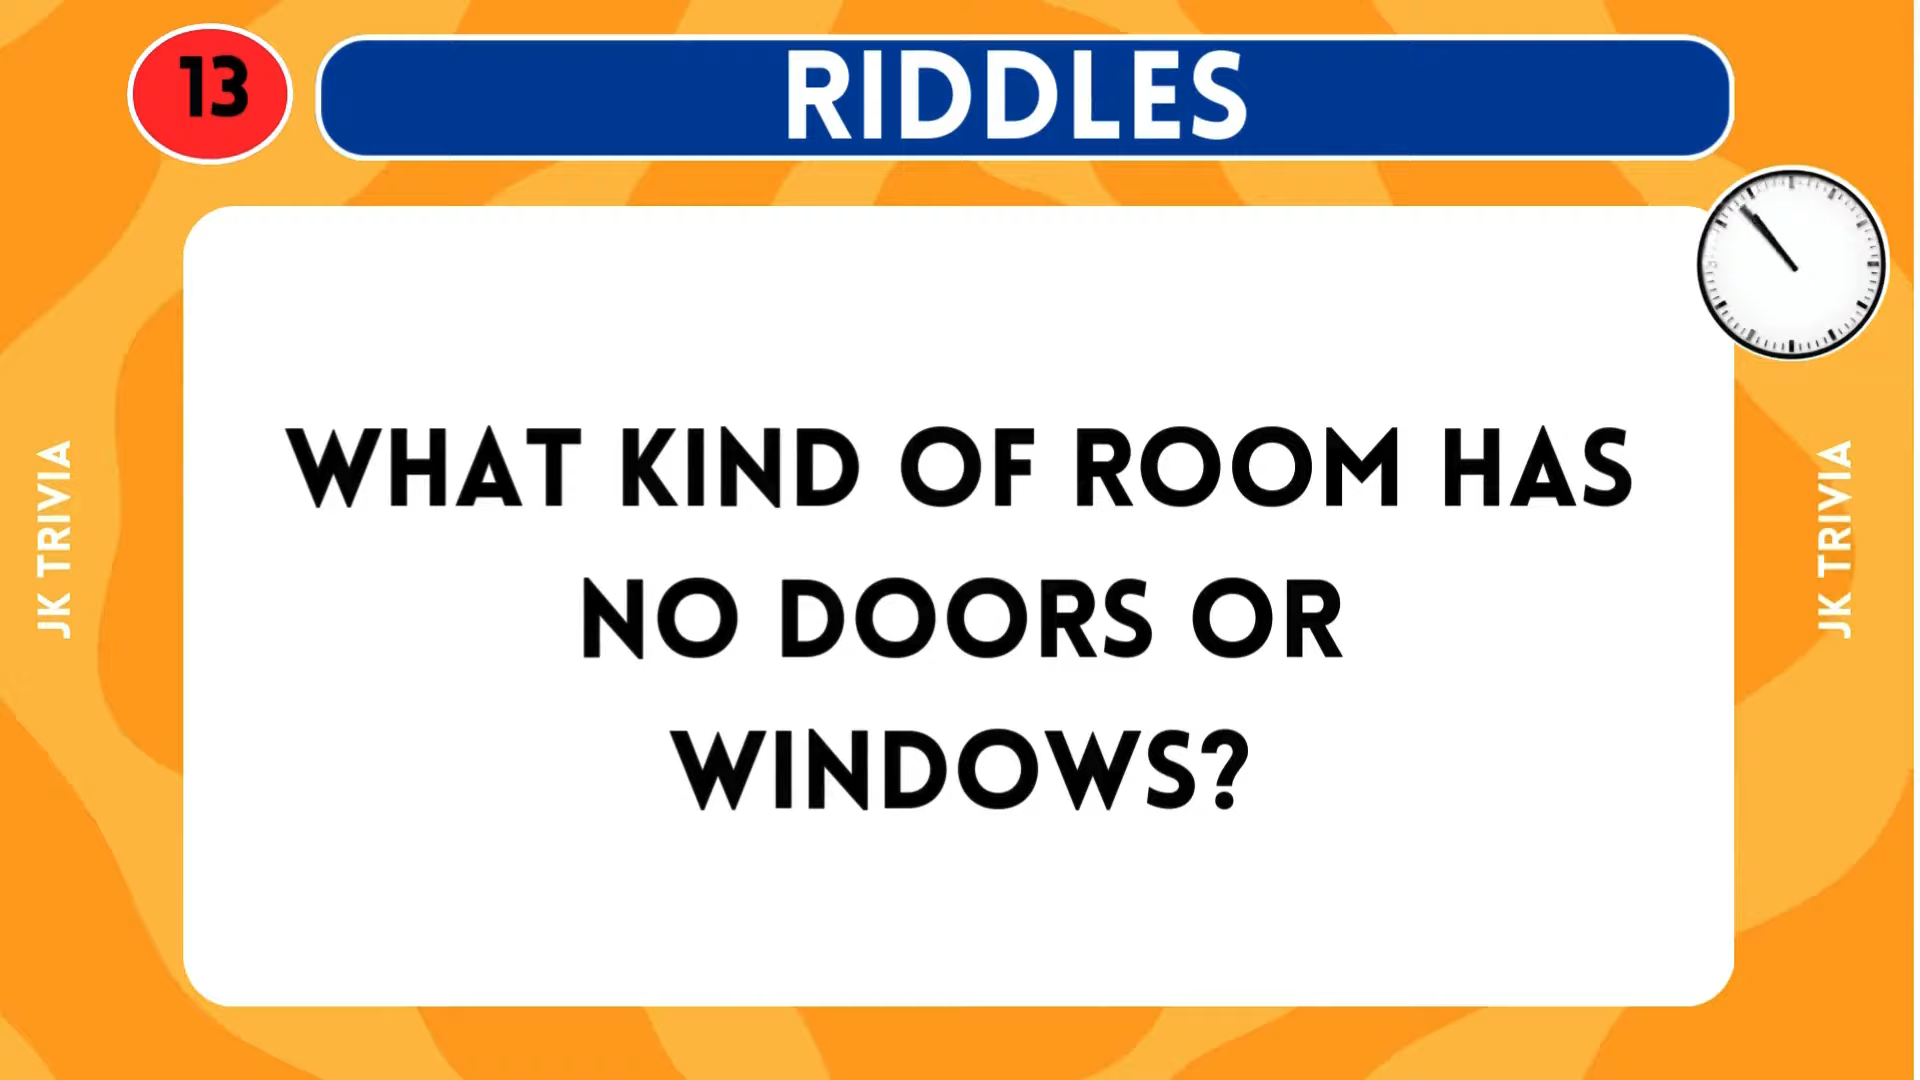 13
RIDDLES
WHAT KIND OF ROOM HAS
NO DOORS OR
WINDOWS?
JK TRIVIA
JK TRIVIA